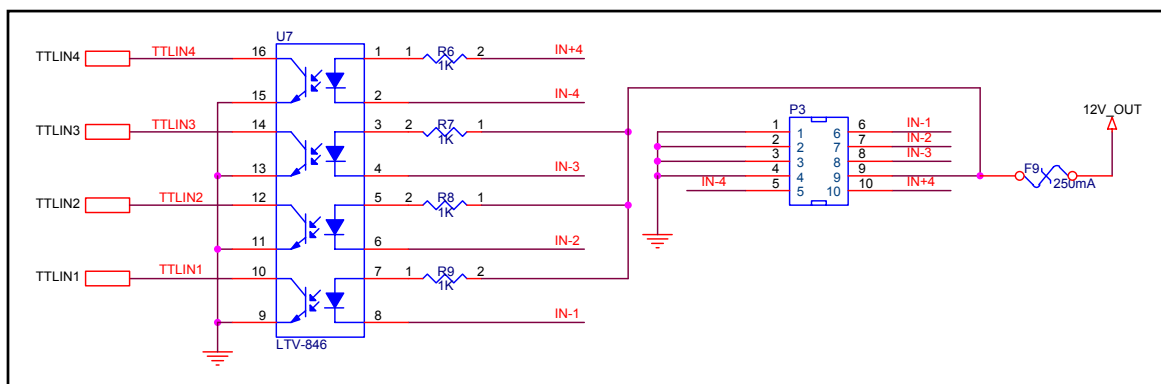 U7
TTLIN4 TTLIN4 16 1 1 R6 2 IN+4
1K
15 2 IN-4
TTLIN3 TTLIN3 14 3 2 R7 1
1K
13 4 IN-3
TTLIN2 TTLIN2 12 5 2 R8 1
1K
11 6 IN-2
TTLIN1 TTLIN1 10 7 1 R9 2
1K
9 8 IN-1
LTV-846
P3
1 1 6 6 IN-1
2 2 7 7 IN-2
3 3 8 8 IN-3
4 4 9 9
IN-4 5 5 10 10 IN+4
F9
250mA
12V_OUT